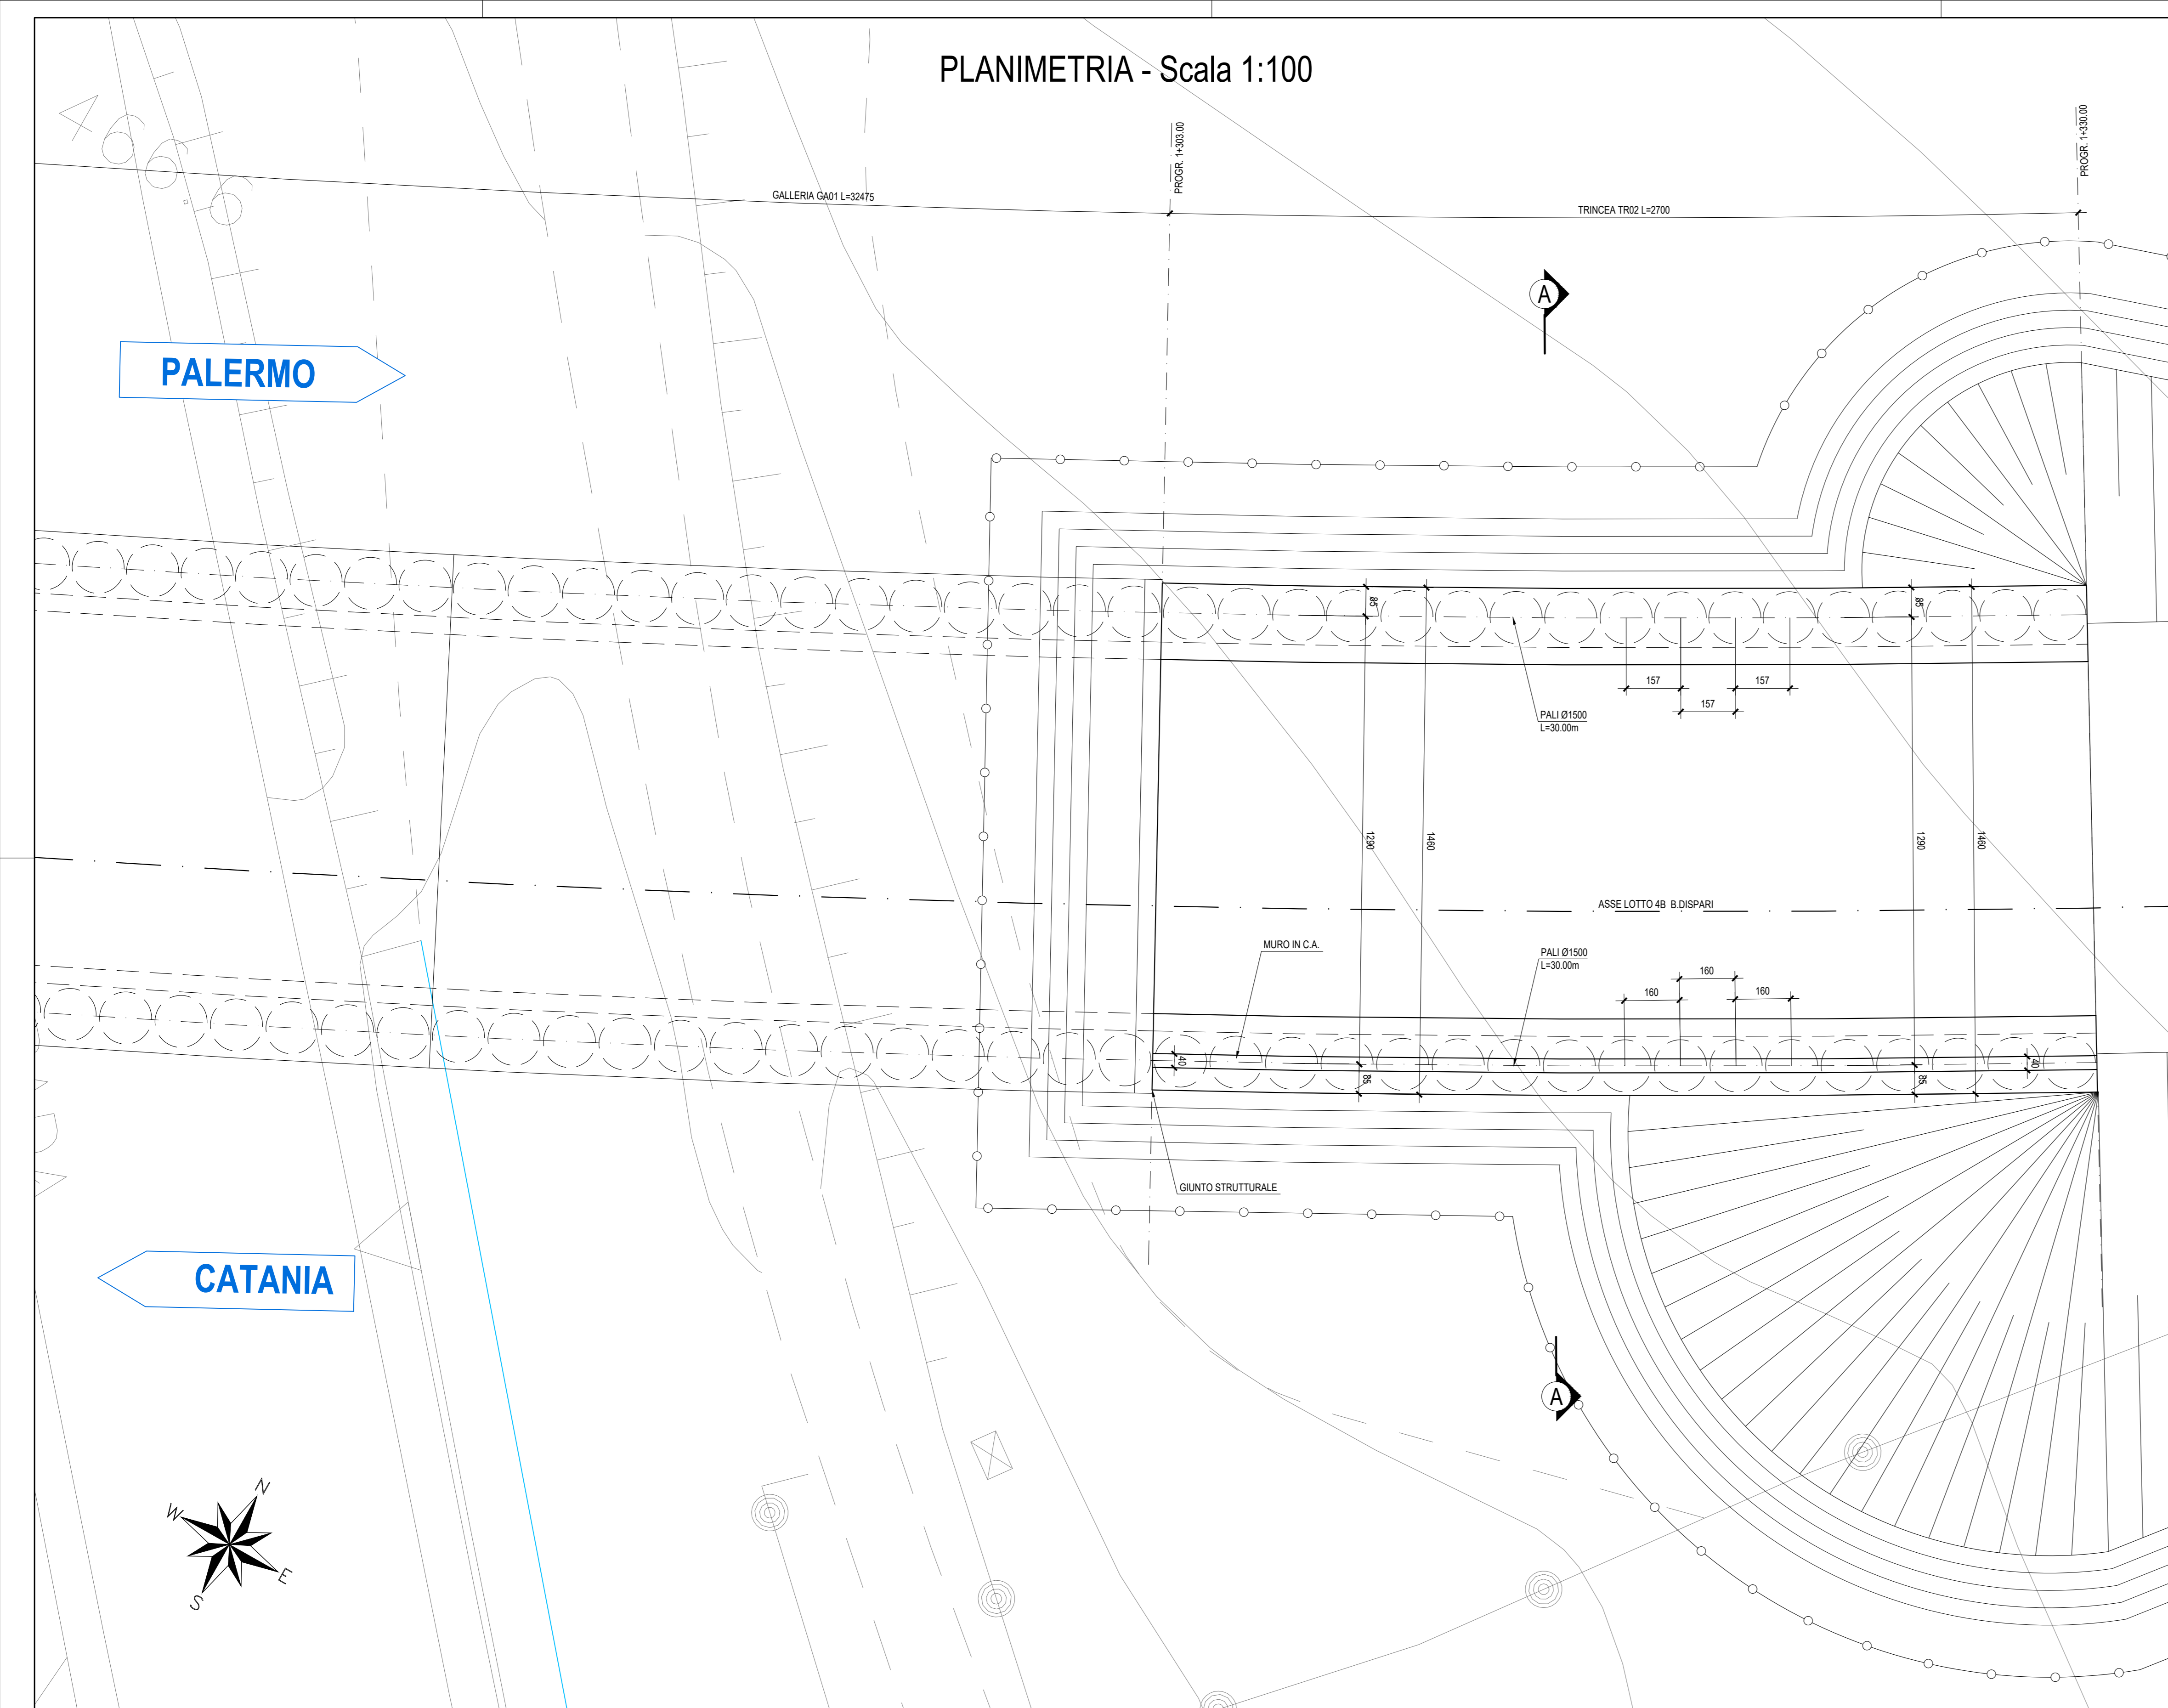 PLANIMETRIA - Scala 1:100
PROGR. 1+303.00
PROGR. 1+330.00
466.6
GALLERIA GA01 L=32475
TRINCEA TR02 L=2700
A
PALERMO
85
85
157
157
157
PALI Ø1500
L=30.00m
1290
1460
1290
1460
ASSE LOTTO 4B B.DISPARI
MURO IN C.A.
PALI Ø1500
L=30.00m
160
160
160
40
40
85
85
GIUNTO STRUTTURALE
CATANIA
A
N
W
E
S